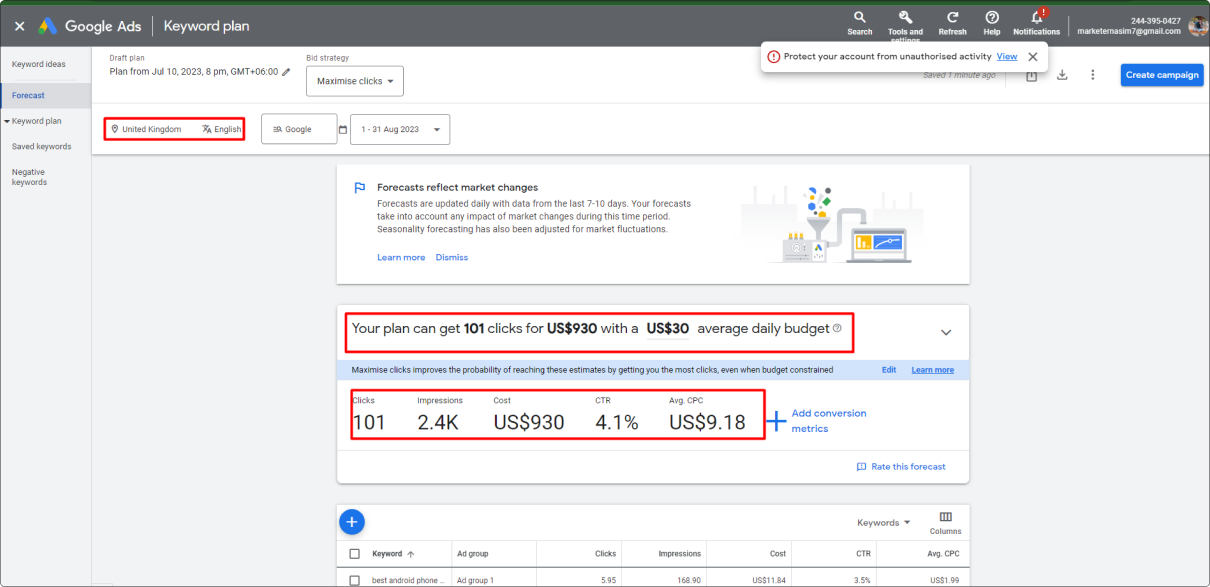 Google Ads
Keyword plan
Search
Tools and settings
Refresh
Help
Notifications
!
244-395-0427
marketernasim7@gmail.com
Protect your account from unauthorised activity View
Keyword ideas
Forecast
Keyword plan
Saved keywords
Negative
keywords
Draft plan
Plan from Jul 10, 2023, 8 pm, GMT+06:00
Bid strategy
Maximise clicks
Saved 1 minute ago
Create campaign
United Kingdom
English
Google
1 - 31 Aug 2023
Forecasts reflect market changes
Forecasts are updated daily with data from the last 7-10 days. Your forecasts
take into account any impact of market changes during this time period.
Seasonality forecasting has also been adjusted for market fluctuations.
Learn more Dismiss
Your plan can get 101 clicks for US$930 with a US$30 average daily budget
Maximise clicks improves the probability of reaching these estimates by getting you the most clicks, even when budget constrained
Edit Learn more
Clicks Impressions Cost CTR Avg. CPC
101 2.4K US$930 4.1% US$9.18
Add conversion
metrics
Rate this forecast
Keywords
Columns
Keyword Ad group Clicks Impressions Cost CTR Avg. CPC
best android phone ... Ad group 1 5.95 168.90 US$11.84 3.5% US$1.99